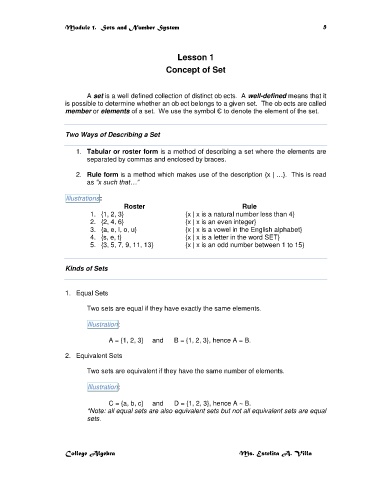 Module 1. Sets and Number System 5
Lesson 1
Concept of Set
A set is a well defined collection of distinct objects. A well-defined means that it
is possible to determine whether an object belongs to a given set. The objects are called
member or elements of a set. We use the symbol Є to denote the element of the set.
Two Ways of Describing a Set
1. Tabular or roster form is a method of describing a set where the elements are
separated by commas and enclosed by braces.
2. Rule form is a method which makes use of the description {x | …}. This is read
as "x such that…"
Illustrations:
Roster Rule
1. {1, 2, 3} {x | x is a natural number less than 4}
2. {2, 4, 6} {x | x is an even integer}
3. {a, e, i, o, u} {x | x is a vowel in the English alphabet}
4. {s, e, t} {x | x is a letter in the word SET}
5. {3, 5, 7, 9, 11, 13} {x | x is an odd number between 1 to 15}
Kinds of Sets
1. Equal Sets
Two sets are equal if they have exactly the same elements.
Illustration:
A = {1, 2, 3} and B = {1, 2, 3}, hence A = B.
2. Equivalent Sets
Two sets are equivalent if they have the same number of elements.
Illustration:
C = {a, b, c} and D = {1, 2, 3}, hence A ~ B.
*Note: all equal sets are also equivalent sets but not all equivalent sets are equal
sets.
College Algebra Ms. Estelita A. Villa